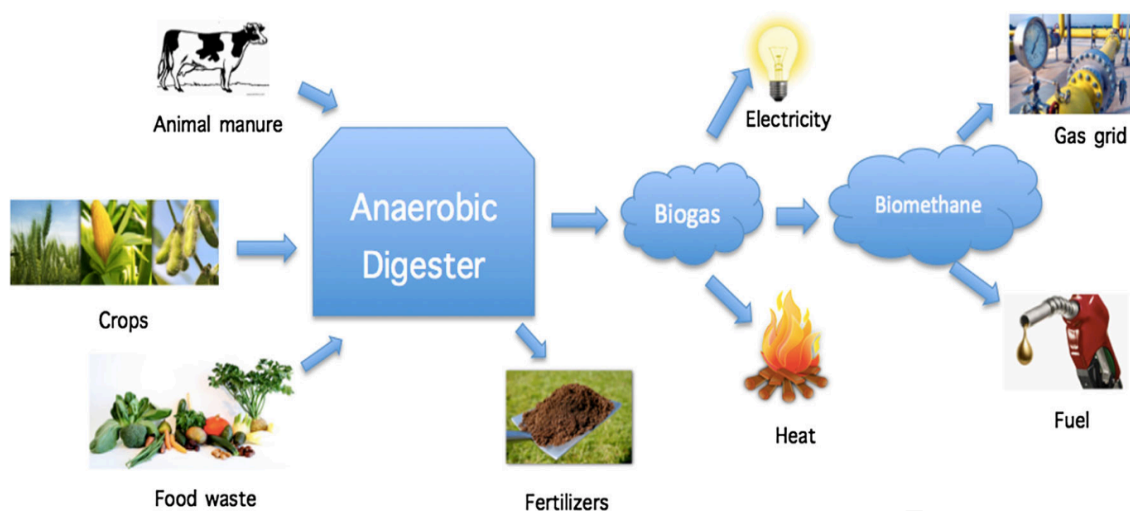 Animal manure
Crops
Food waste
Anaerobic
Digester
Fertilizers
Biogas
Electricity
Heat
Biomethane
Gas grid
Fuel